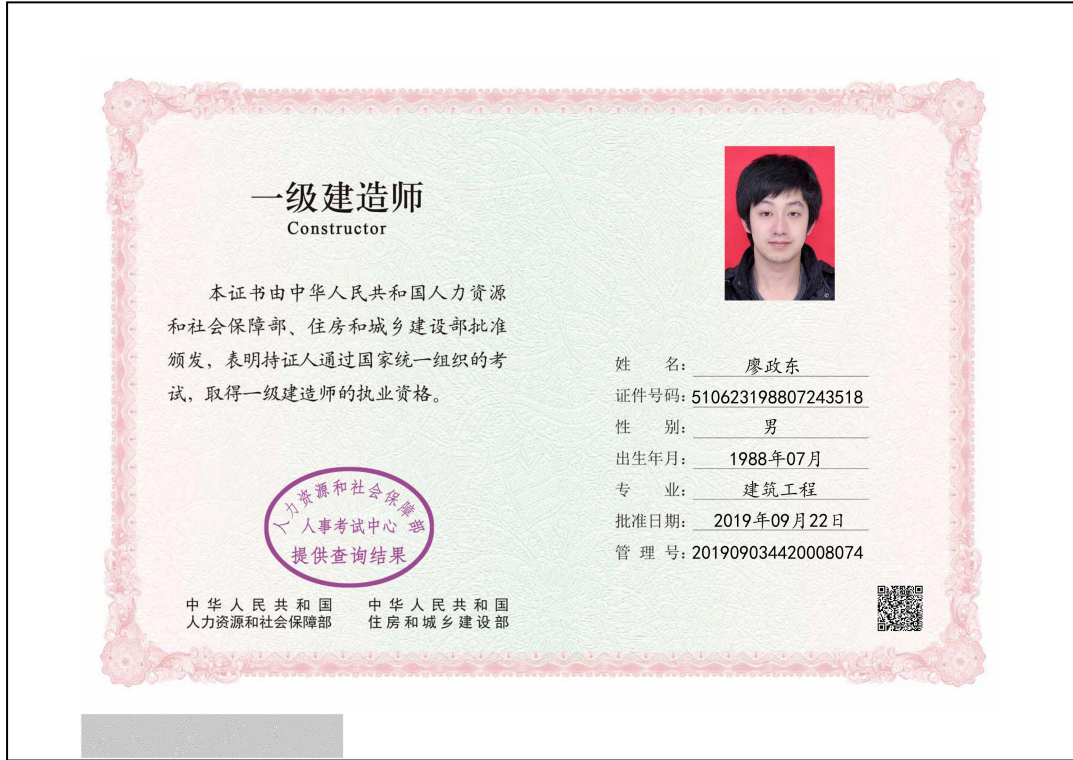 一级建造师
Constructor
本证书由中华人民共和国人力资源
和社会保障部、住房和城乡建设部批准
颁发，表明持证人通过国家统一组织的考
试，取得一级建造师的执业资格。
人力资源和社会保障部
人事考试中心
提供查询结果
中华人民共和国
人力资源和社会保障部
中华人民共和国
住房和城乡建设部
姓 名：廖政东
证件号码：510623198807243518
性 别：男
出生年月：1988年07月
专 业：建筑工程
批准日期：2019年09月22日
管 理 号：201909034420008074